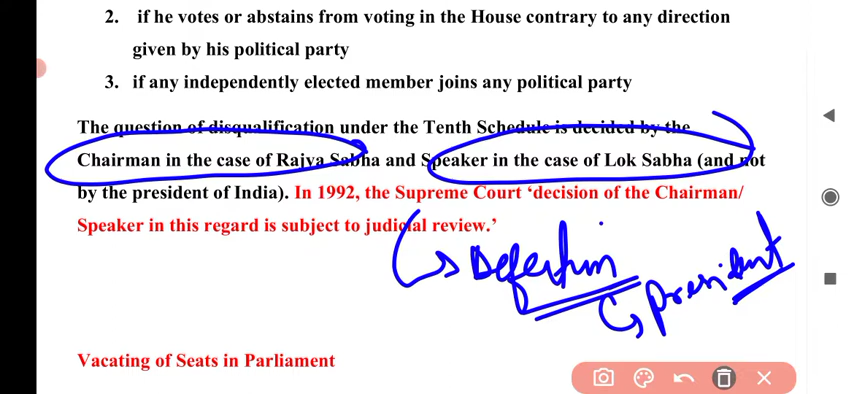 2. if he votes or abstains from voting in the House contrary to any direction
given by his political party
3. if any independently elected member joins any political party
The question of disqualification under the Tenth Schedule is decided by the
Chairman in the case of Rajya Sabha and Speaker in the case of Lok Sabha (and not
by the president of India). In 1992, the Supreme Court ‘decision of the Chairman/
Speaker in this regard is subject to judicial review.’
Defection
president
Vacating of Seats in Parliament